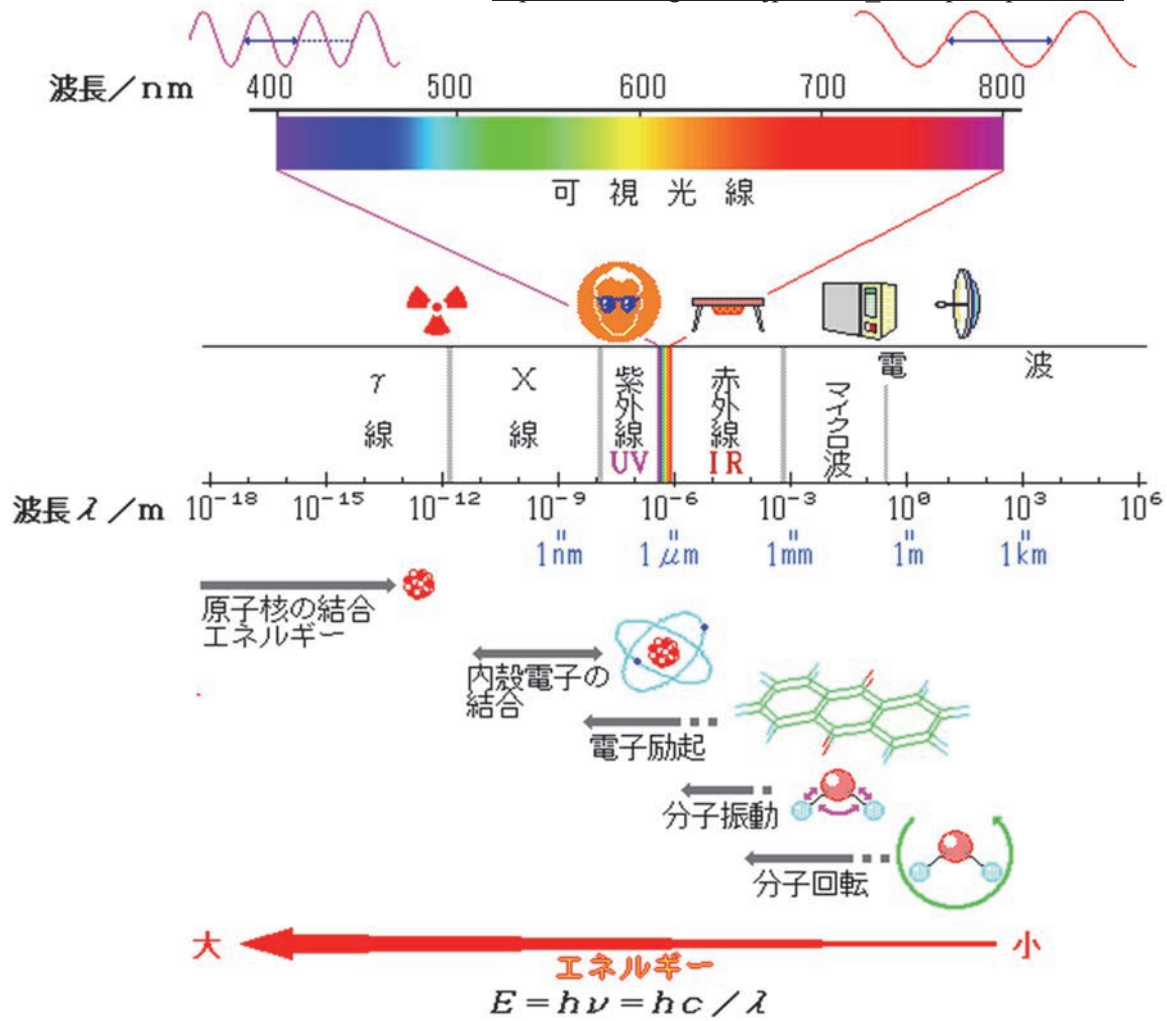 波長／nm 400 500 600 700 800
可視光線
γ線
X線
紫外線 UV
赤外線 IR
マイクロ波
電波
波長λ／m 10⁻¹⁸ 10⁻¹⁵ 10⁻¹² 10⁻⁹ 10⁻⁶ 10⁻³ 10⁰ 10³ 10⁶
1nm 1μm 1mm 1m 1km
原子核の結合
エネルギー
内殻電子の
結合
電子励起
分子振動
分子回転
大 小
エネルギー
E＝hν＝hc／λ